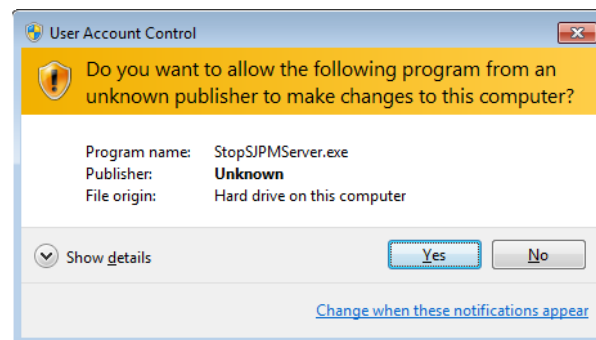 User Account Control
Do you want to allow the following program from an
unknown publisher to make changes to this computer?
Program name: StopSJPMServer.exe
Publisher: Unknown
File origin: Hard drive on this computer
Show details Yes No
Change when these notifications appear